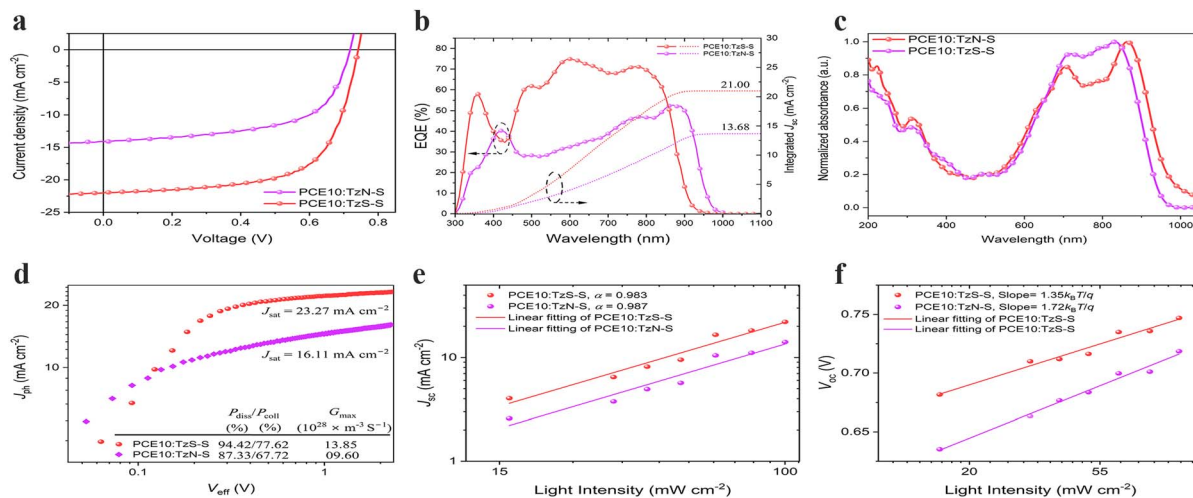 a
Current density (mA cm⁻²)
0
-5
-10
-15
-20
-25
0.0
0.2
0.4
0.6
0.8
Voltage (V)
PCE10:TzN-S
PCE10:TzS-S
b
EQE (%)
80
70
60
50
40
30
20
10
0
PCE10:TzS-S
PCE10:TzN-S
21.00
13.68
30
25
20
15
10
5
0
Integrated Jsc (mA cm⁻²)
300 400 500 600 700 800 900 1000 1100
Wavelength (nm)
c
Normalized absorbance (a.u.)
1.0
0.8
0.6
0.4
0.2
0.0
PCE10:TzN-S
PCE10:TzS-S
200
400
600
800
1000
Wavelength (nm)
d
Jph (mA cm⁻²)
20
10
Jsat = 23.27 mA cm⁻²
Jsat = 16.11 mA cm⁻²
Pdiss/Pcoll Gmax
(%) (%) (10²⁸ × m⁻³ S⁻¹)
PCE10:TzS-S 94.42/77.62 13.85
PCE10:TzN-S 87.33/67.72 09.60
0.1
1
Veff (V)
e
Jsc (mA cm⁻²)
10
1
PCE10:TzS-S, α = 0.983
PCE10:TzN-S, α = 0.987
Linear fitting of PCE10:TzS-S
Linear fitting of PCE10:TzN-S
15
100
Light Intensity (mW cm⁻²)
f
Voc (V)
0.75
0.70
0.65
PCE10:TzS-S, Slope= 1.35kBT/q
PCE10:TzN-S, Slope= 1.72kBT/q
Linear fitting of PCE10:TzS-S
Linear fitting of PCE10:TzS-S
20
55
Light Intensity (mW cm⁻²)